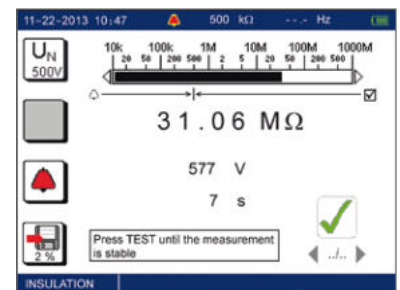 11-22-2013 10:47 500 kΩ --.- Hz
U_N 500V
10k 100k 1M 10M 100M 1000M
20 50 200 500 2 5 20 50 200 500
31.06 MΩ
577 V
7 s
Press TEST until the measurement
is stable
2 %
../..
INSULATION